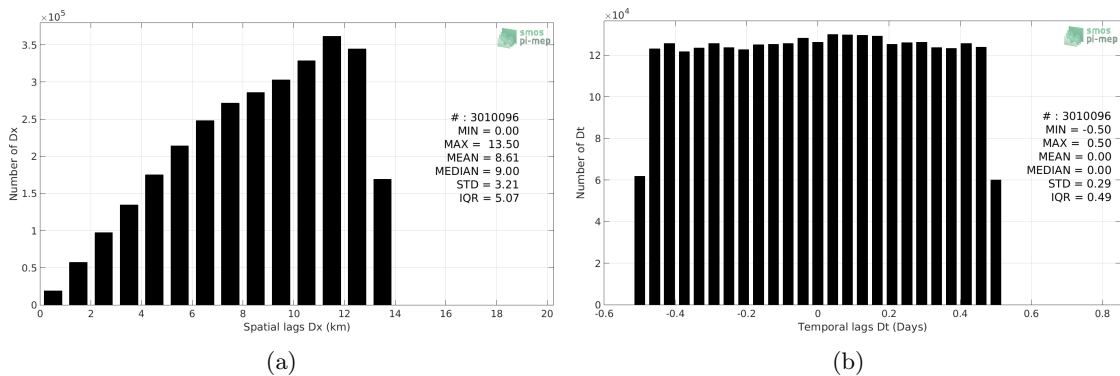 ×10⁵
smos
pi-mep
3.5
3
2.5
2
1.5
1
0.5
0
Number of Dx
# : 3010096
MIN = 0.00
MAX = 13.50
MEAN = 8.61
MEDIAN = 9.00
STD = 3.21
IQR = 5.07
0 2 4 6 8 10 12 14 16 18 20
Spatial lags Dx (km)
(a)
×10⁴
smos
pi-mep
12
10
8
6
4
2
0
Number of Dt
# : 3010096
MIN = -0.50
MAX = 0.50
MEAN = 0.00
MEDIAN = 0.00
STD = 0.29
IQR = 0.49
-0.6 -0.4 -0.2 0 0.2 0.4 0.6 0.8
Temporal lags Dt (Days)
(b)